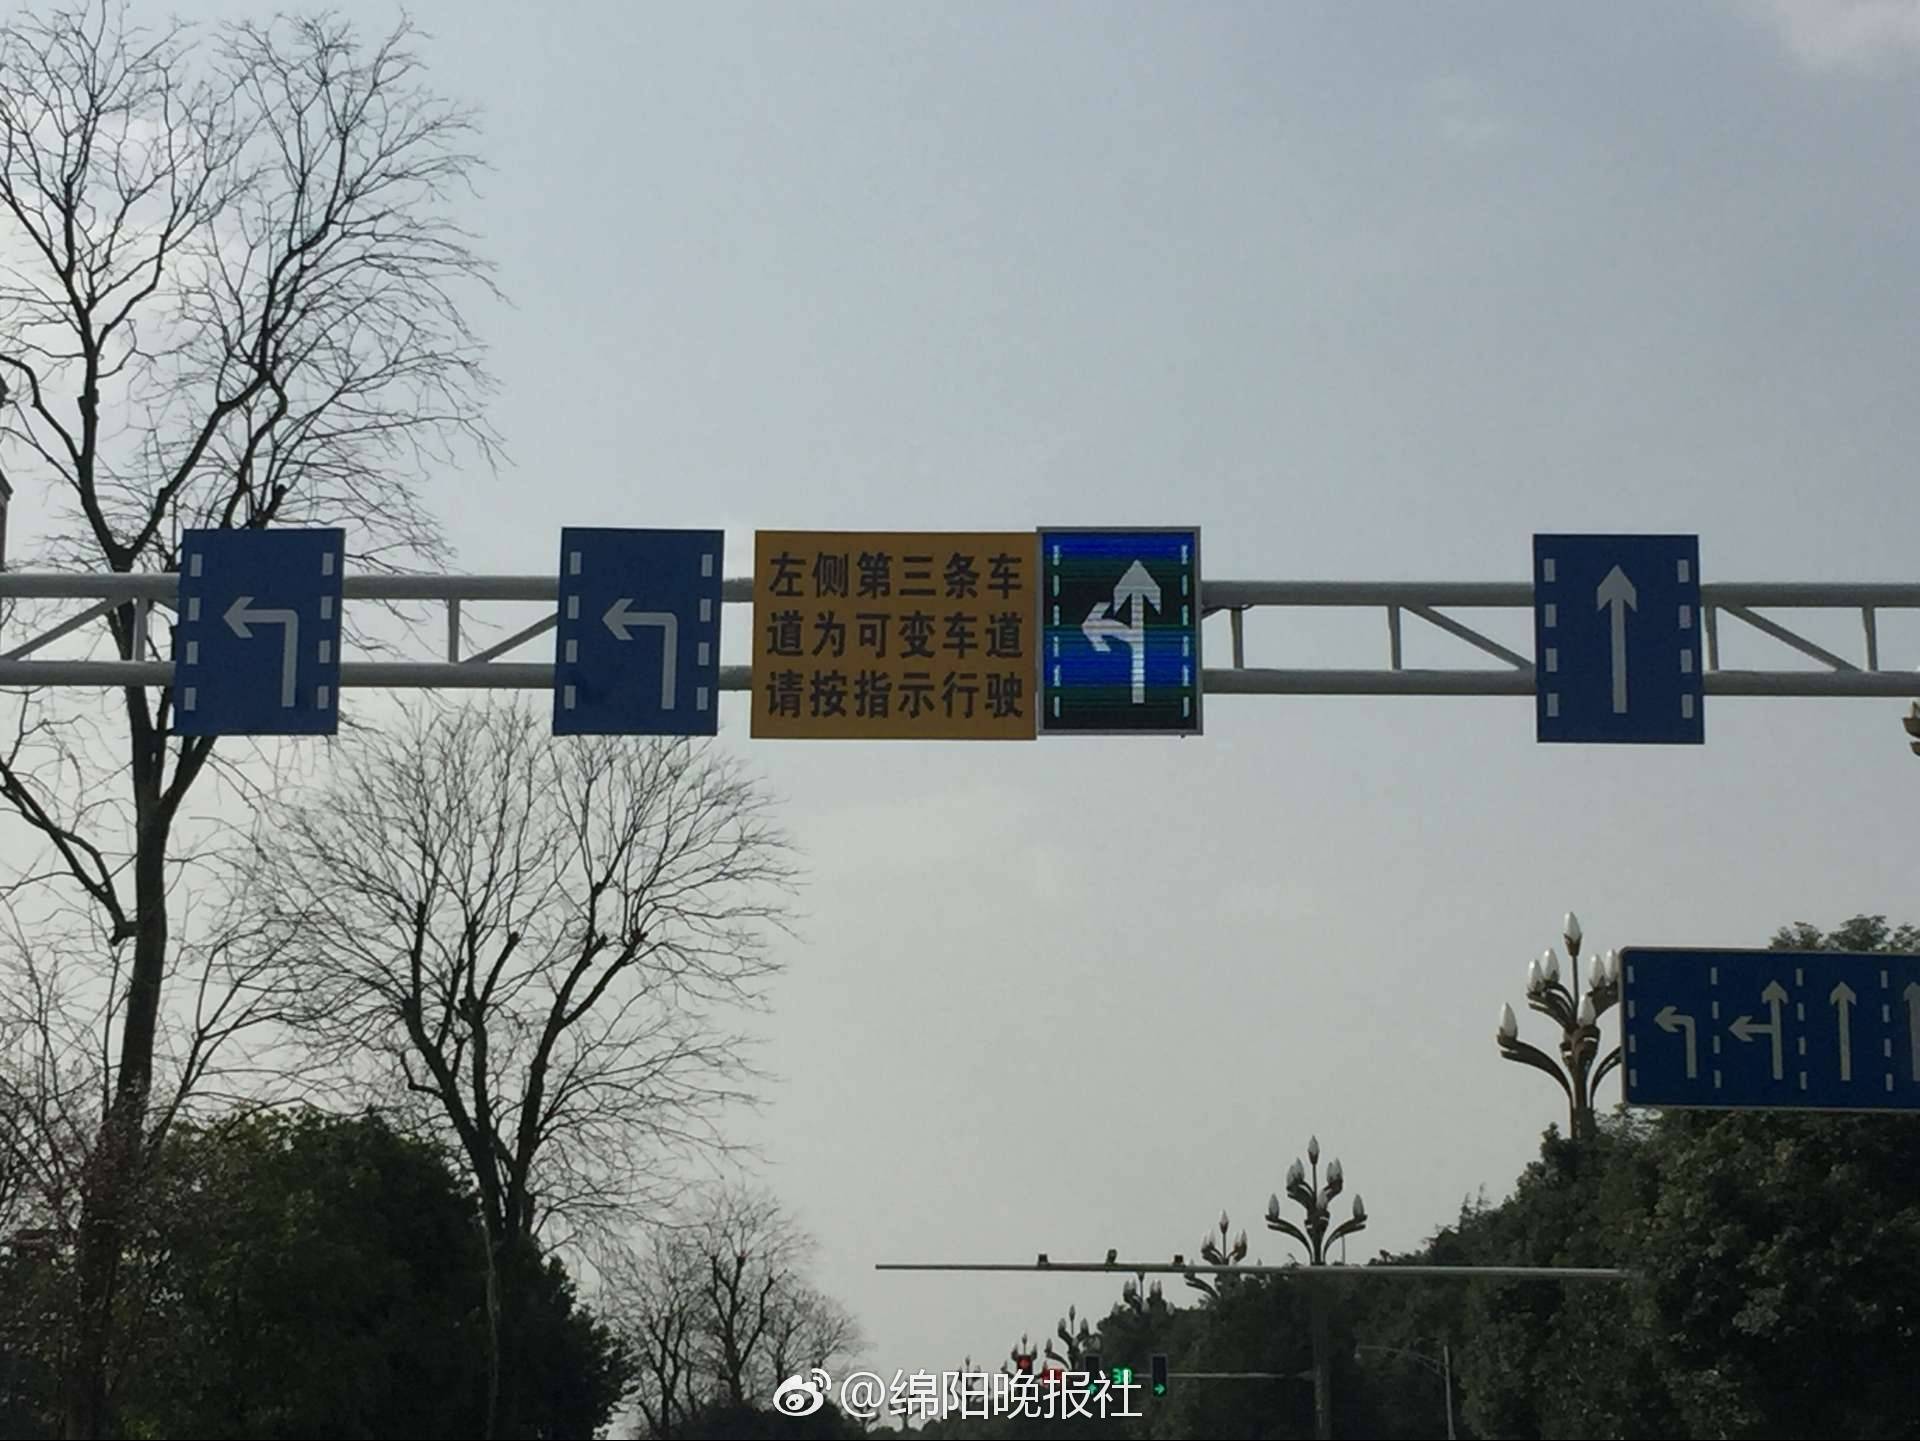 左侧第三条车
道为可变车道
请按指示行驶
@绵阳晚报社